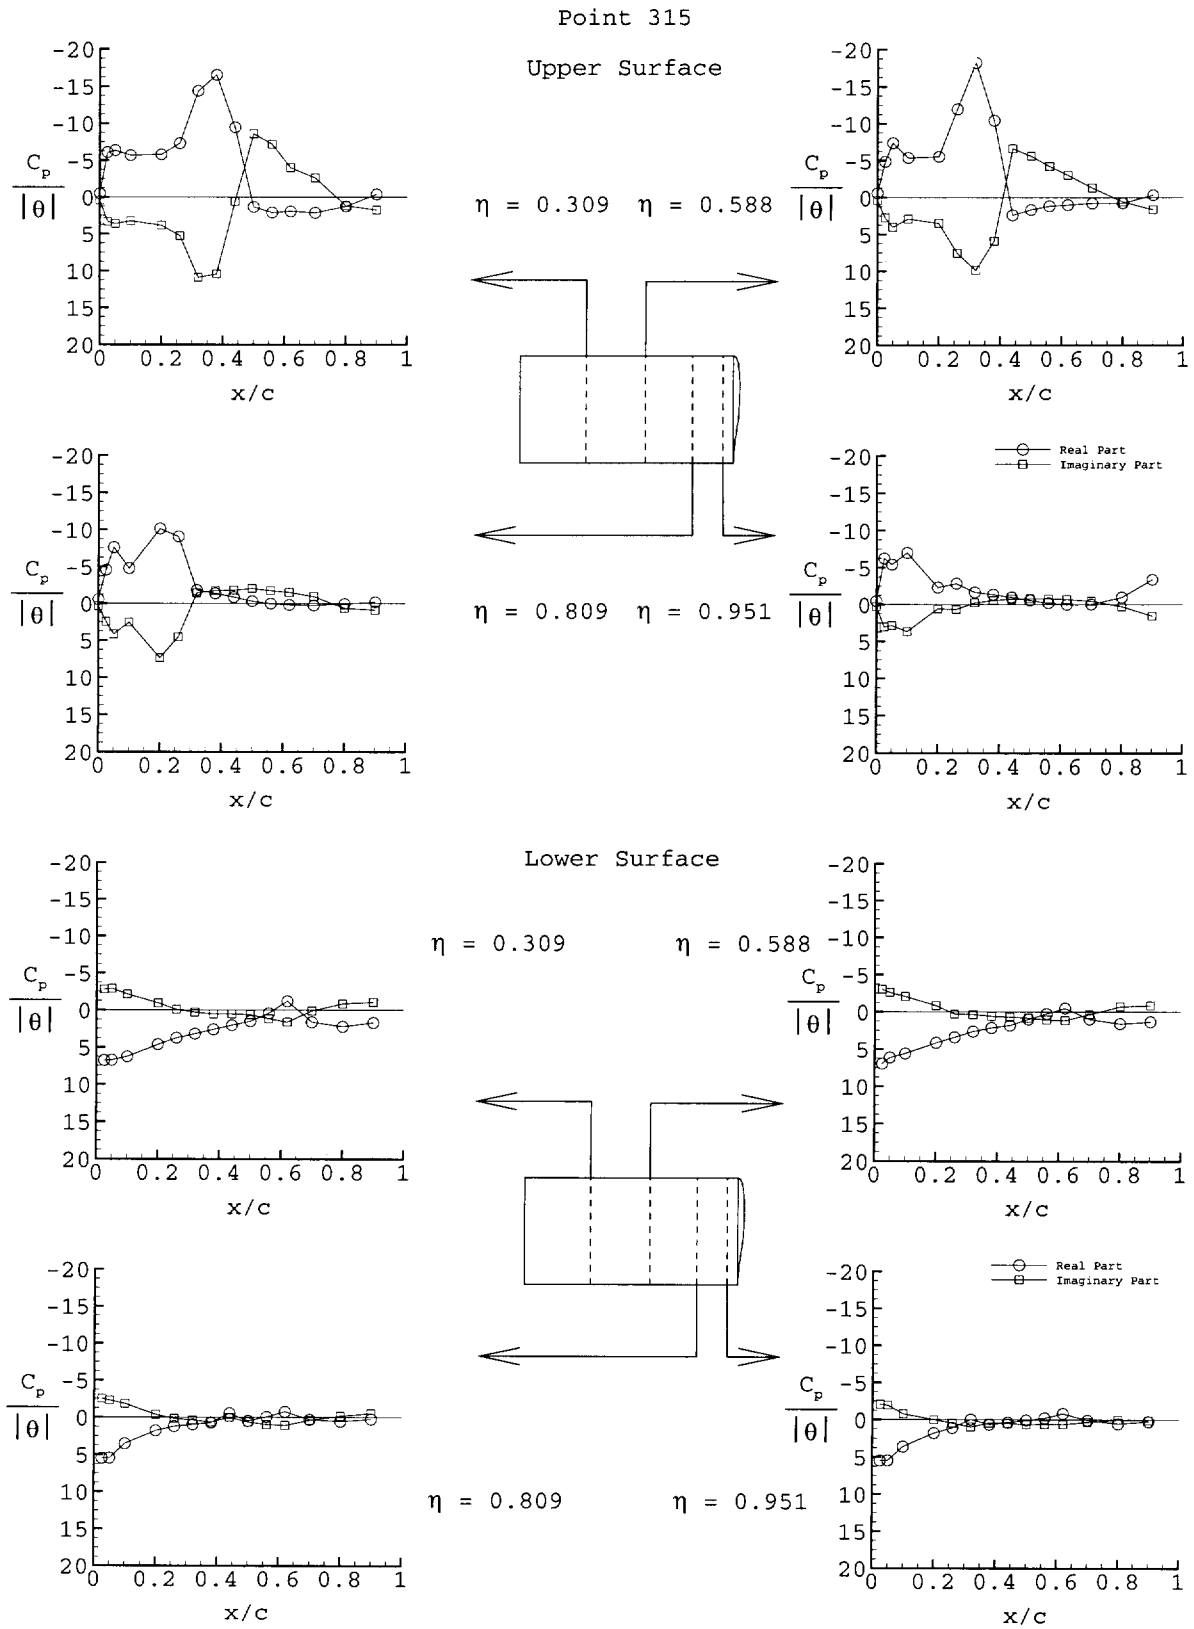 Point 315
Upper Surface
-20
-15
-10
-5
0
5
10
15
20
C_p
|θ|
0 0.2 0.4 0.6 0.8 1
x/c
η = 0.309 η = 0.588
-20
-15
-10
-5
0
5
10
15
20
C_p
|θ|
0 0.2 0.4 0.6 0.8 1
x/c
-20
-15
-10
-5
0
5
10
15
20
C_p
|θ|
0 0.2 0.4 0.6 0.8 1
x/c
η = 0.809 η = 0.951
Real Part
Imaginary Part
-20
-15
-10
-5
0
5
10
15
20
C_p
|θ|
0 0.2 0.4 0.6 0.8 1
x/c
Lower Surface
-20
-15
-10
-5
0
5
10
15
20
C_p
|θ|
0 0.2 0.4 0.6 0.8 1
x/c
η = 0.309 η = 0.588
-20
-15
-10
-5
0
5
10
15
20
C_p
|θ|
0 0.2 0.4 0.6 0.8 1
x/c
-20
-15
-10
-5
0
5
10
15
20
C_p
|θ|
0 0.2 0.4 0.6 0.8 1
x/c
η = 0.809 η = 0.951
Real Part
Imaginary Part
-20
-15
-10
-5
0
5
10
15
20
C_p
|θ|
0 0.2 0.4 0.6 0.8 1
x/c